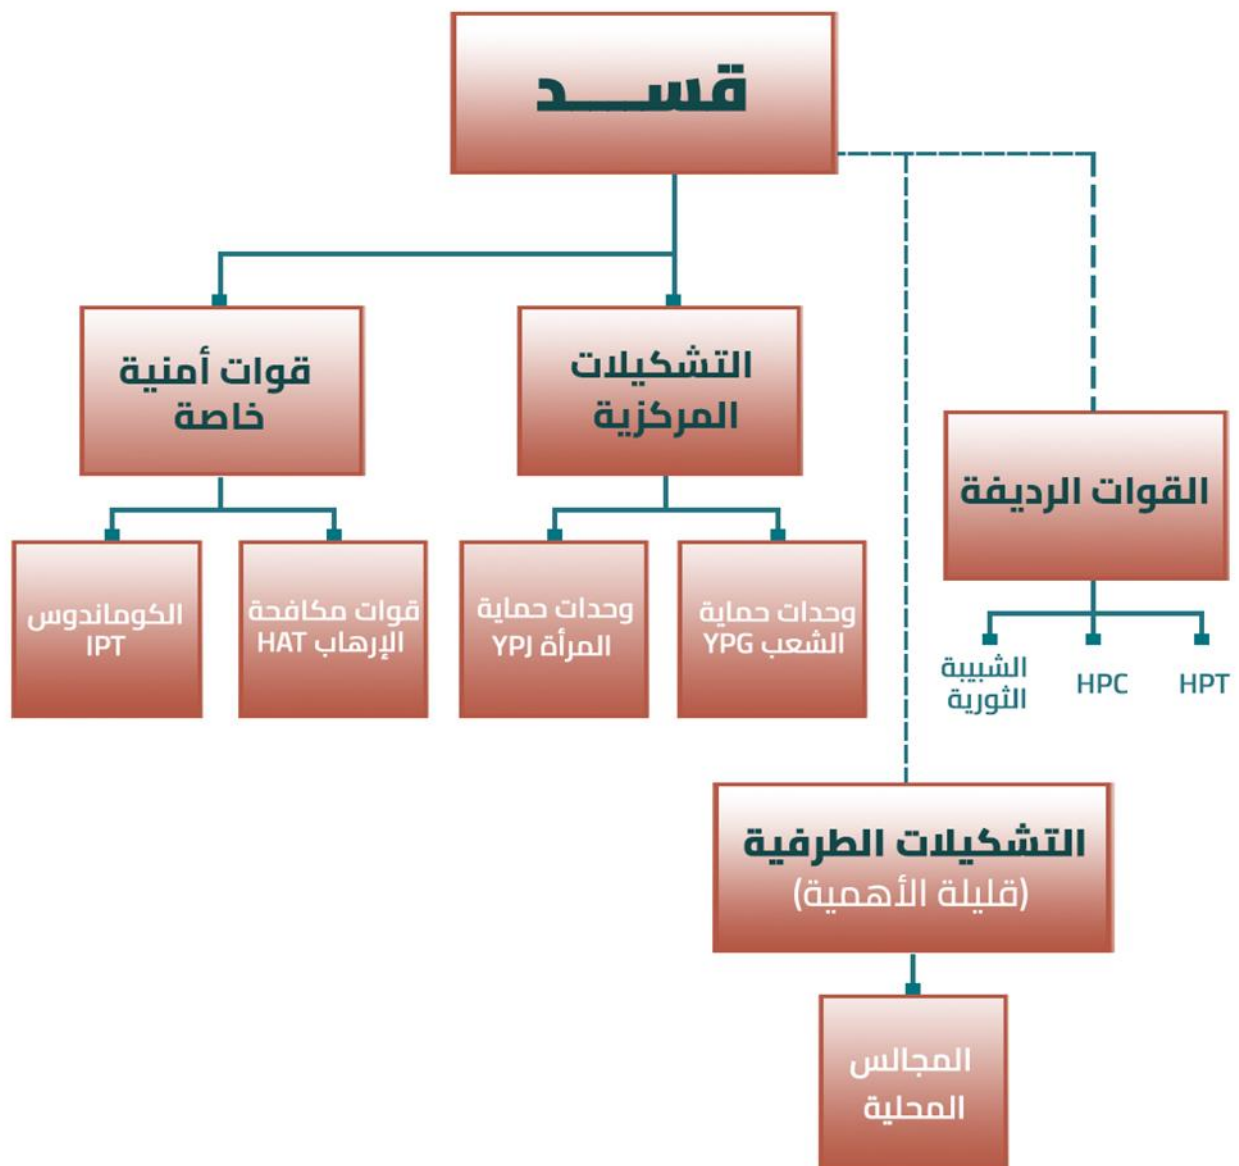 قســـد
قوات أمنية
خاصة
التشكيلات
المركزية
القوات الرديفة
وحدات حماية
الشعب YPG
وحدات حماية
المرأة YPJ
قوات مكافحة
الإرهاب HAT
الكوماندوس
IPT
HPT
HPC
الشبيبة
الثورية
التشكيلات الطرفية
(قليلة الأهمية)
المجالس
المحلية